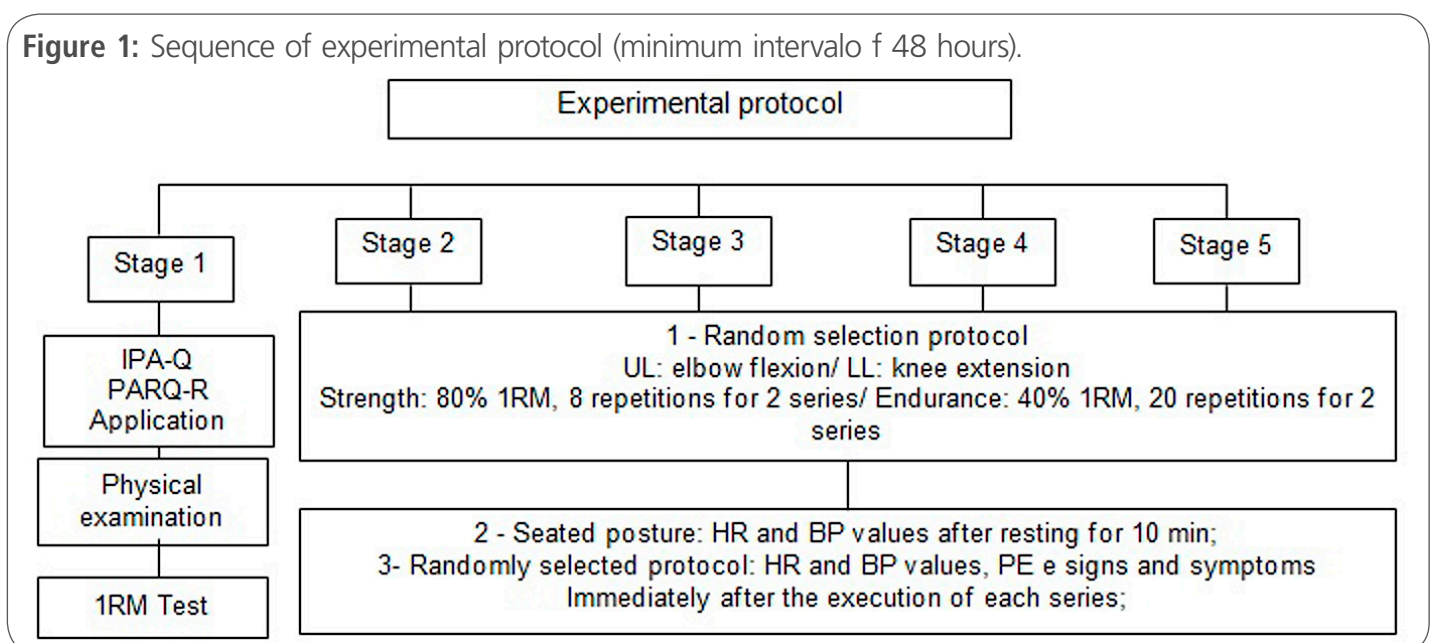 Figure 1: Sequence of experimental protocol (minimum intervalo f 48 hours).
Experimental protocol
Stage 1
Stage 2
Stage 3
Stage 4
Stage 5
IPA-Q
PARQ-R
Application
Physical
examination
1RM Test
1 - Random selection protocol
UL: elbow flexion/ LL: knee extension
Strength: 80% 1RM, 8 repetitions for 2 series/ Endurance: 40% 1RM, 20 repetitions for 2
series
2 - Seated posture: HR and BP values after resting for 10 min;
3- Randomly selected protocol: HR and BP values, PE e signs and symptoms
Immediately after the execution of each series;